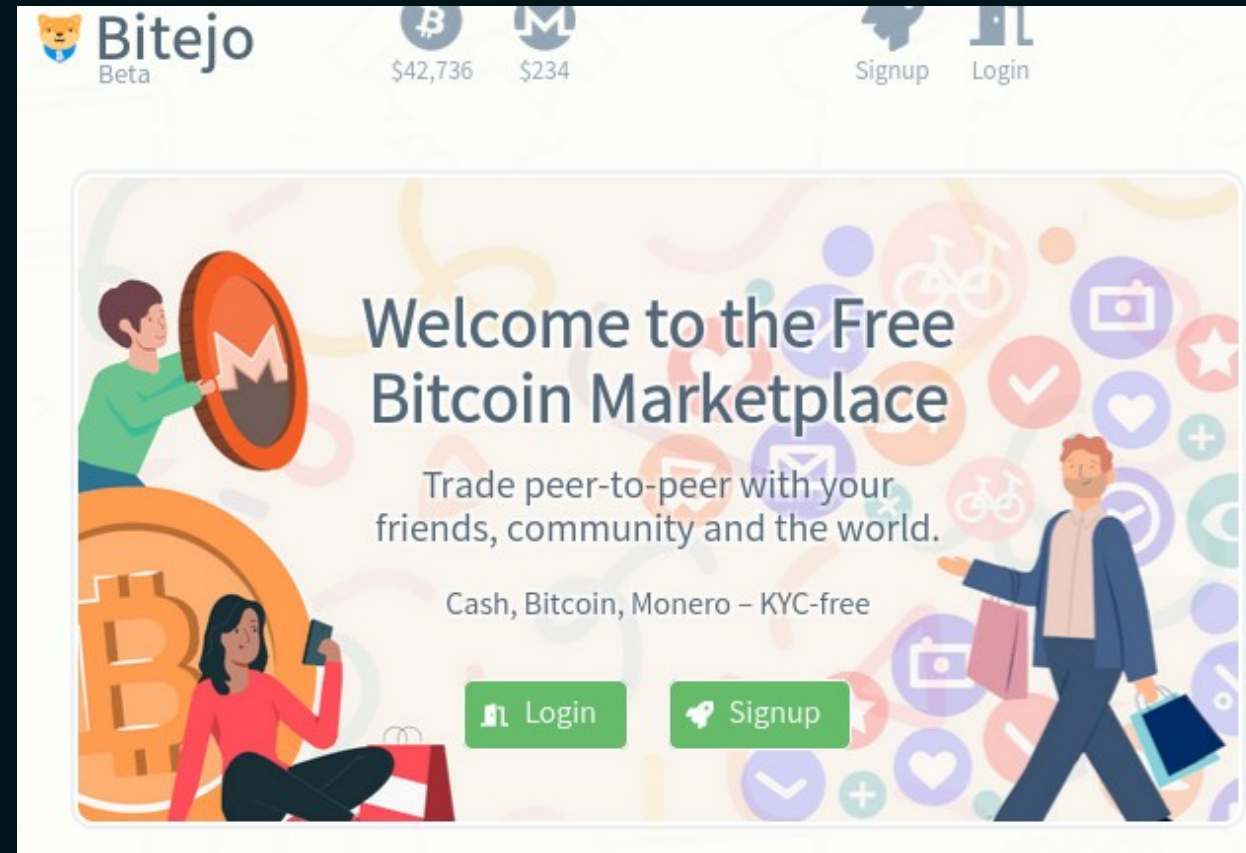 Bitejo
Beta
$42,736
$234
Signup
Login
Welcome to the Free
Bitcoin Marketplace
Trade peer-to-peer with your
friends, community and the world.
Cash, Bitcoin, Monero – KYC-free
Login
Signup